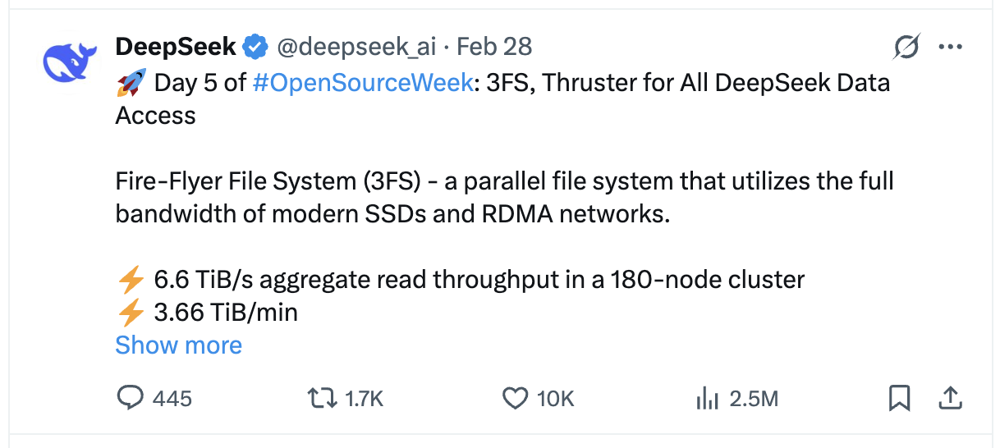 DeepSeek @deepseek_ai · Feb 28
🚀 Day 5 of #OpenSourceWeek: 3FS, Thruster for All DeepSeek Data
Access
Fire-Flyer File System (3FS) - a parallel file system that utilizes the full
bandwidth of modern SSDs and RDMA networks.
⚡ 6.6 TiB/s aggregate read throughput in a 180-node cluster
⚡ 3.66 TiB/min
Show more
445 1.7K 10K 2.5M